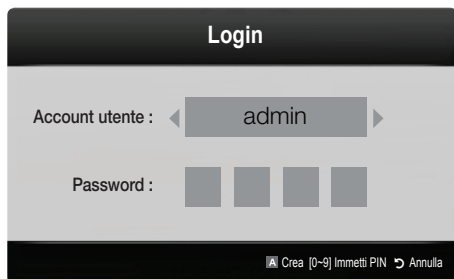 Login
Account utente : admin
Password :
A Crea [0~9] Immetti PIN Annulla